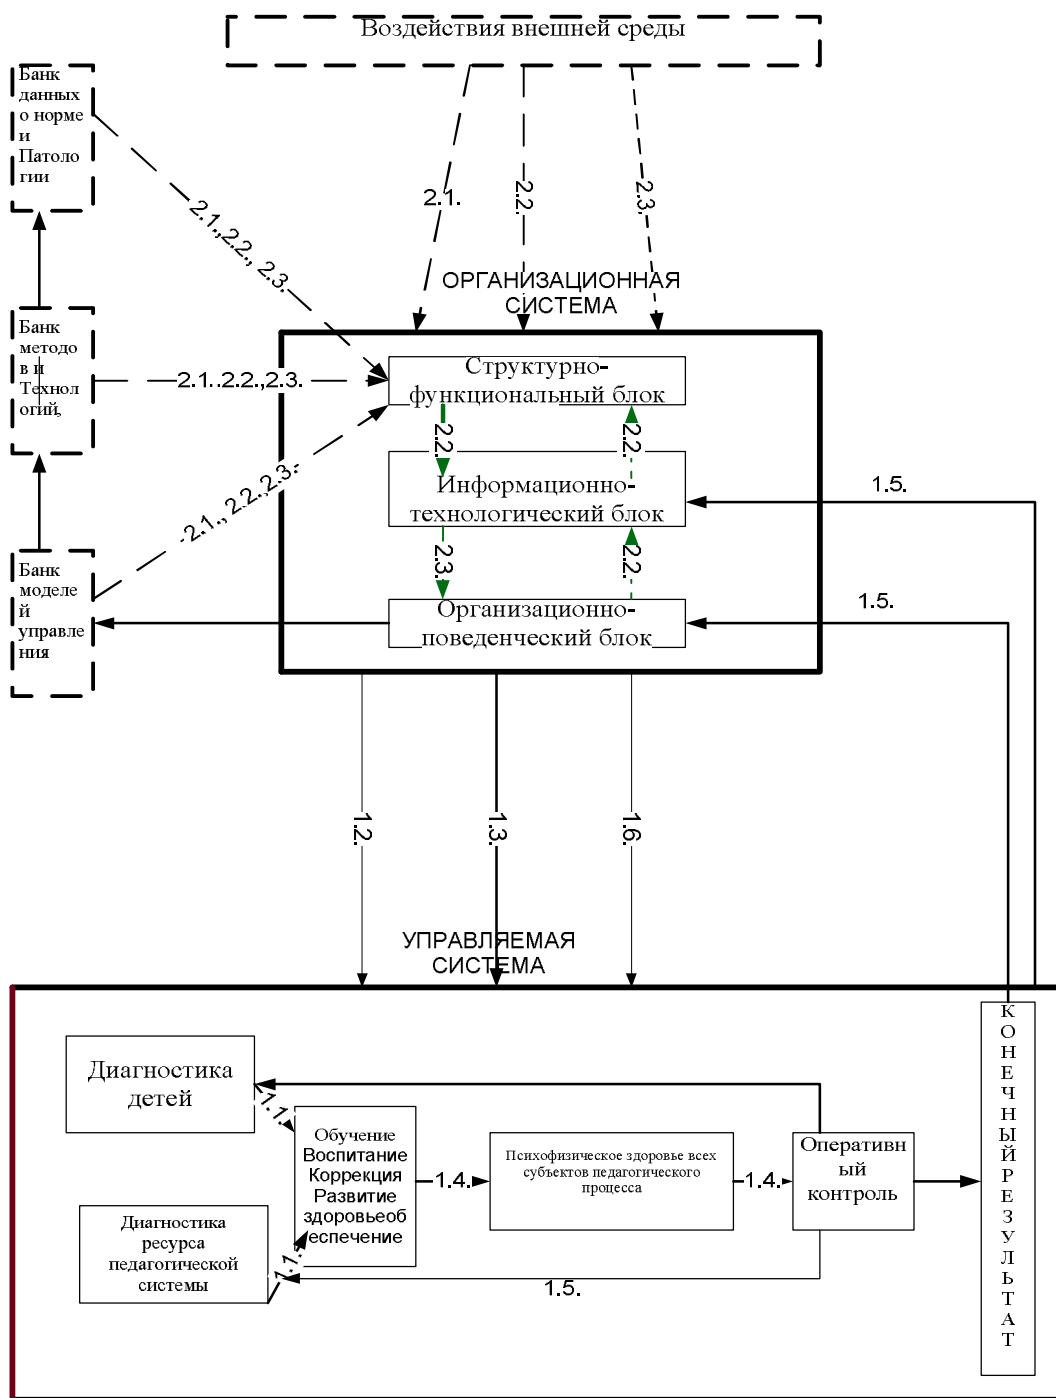 Воздействия внешней среды
Банк
данных
о норме
и
Патоло
гии
2.1.
2.2.
2.3.
2.1.,2.2., 2.3.
ОРГАНИЗАЦИОННАЯ
СИСТЕМА
Банк
методо
в и
Технол
огий,
2.1..2.2.,2.3.
Структурно-
функциональный блок
2.2.
2.2.
-2.1., 2.2.,2.3.-
Информационно-
технологический блок
1.5.
2.3.
2.2.
Банк
моделе
й
управле
ния
Организационно-
поведенческий блок
1.5.
1.2.
1.3.
1.6.
УПРАВЛЯЕМАЯ
СИСТЕМА
Диагностика
детей
1.1.
Обучение
Воспитание
Коррекция
Развитие
здоровьеоб
еспечение
1.4.
Психофизическое здоровье всех
субъектов педагогического
процесса
1.4.
Оперативн
ый
контроль
Диагностика
ресурса
педагогической
системы
1.1.
1.5.
К
О
Н
Е
Ч
Н
Ы
Й
Р
Е
З
У
Л
Ь
Т
А
Т